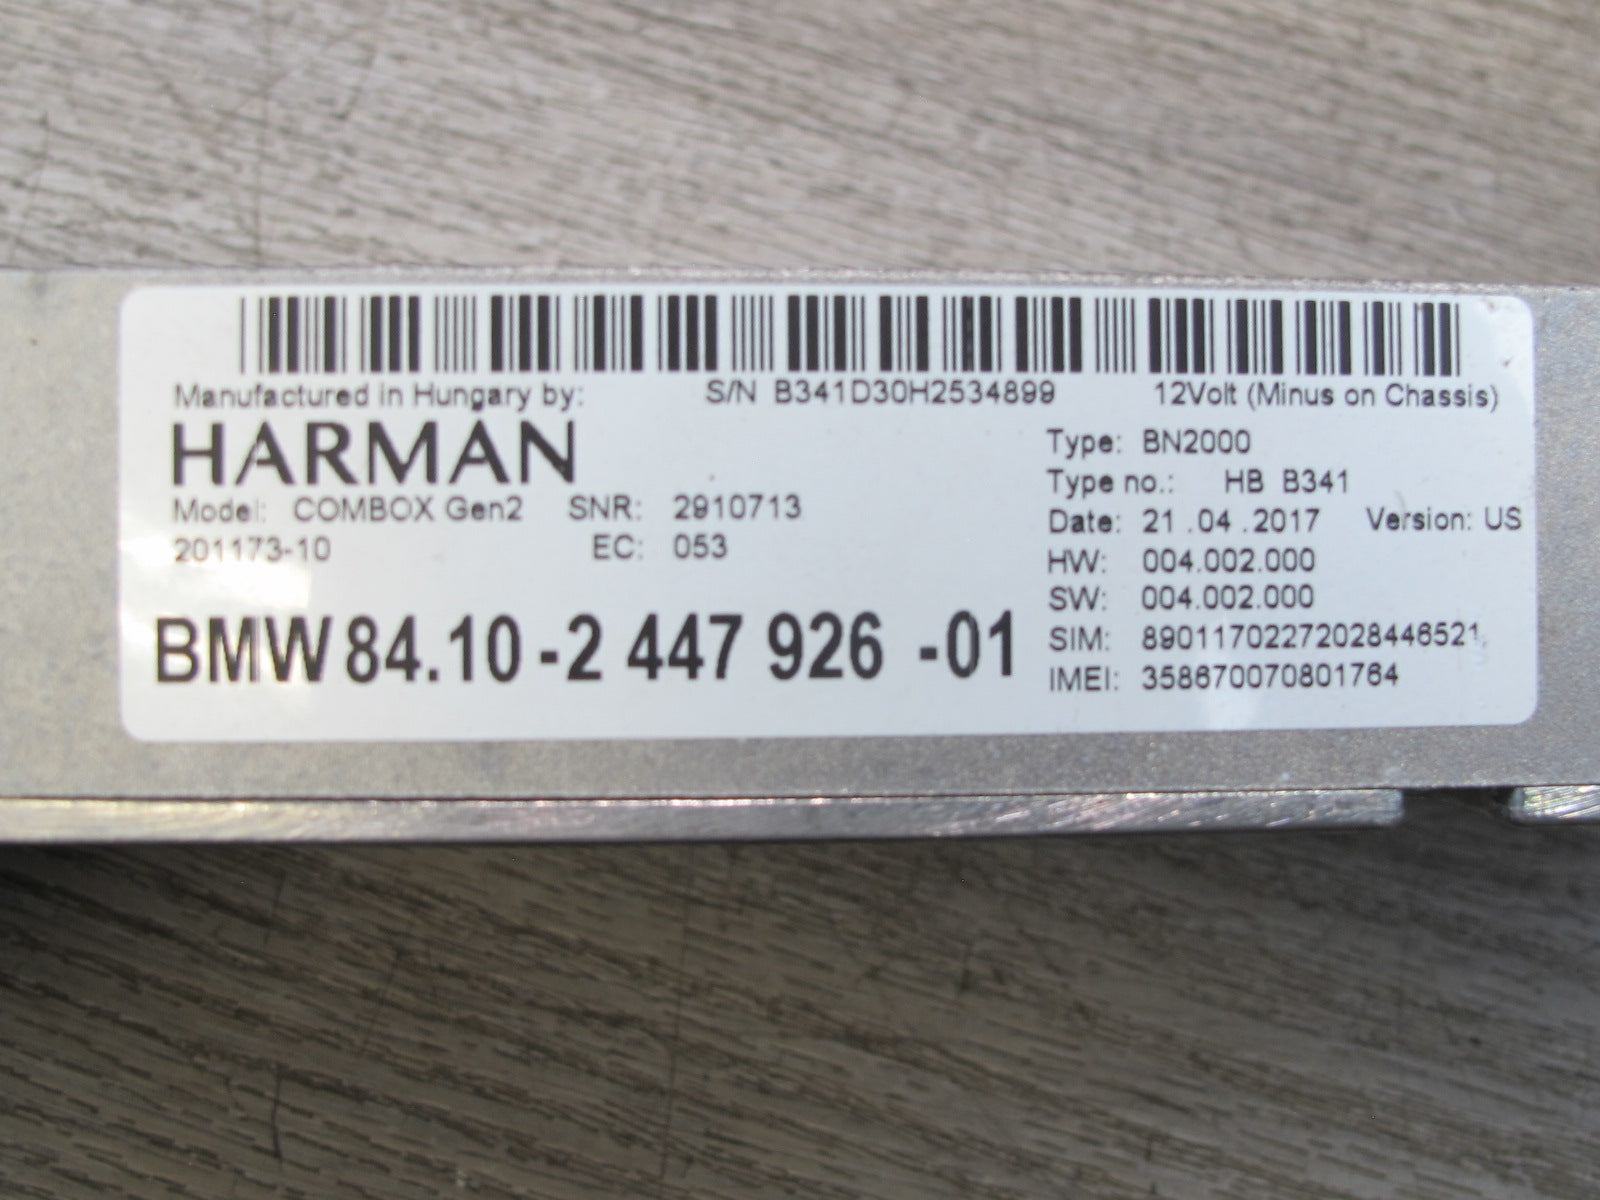 Manufactured in Hungary by: S/N B341D30H2534899 12Volt (Minus on Chassis)
HARMAN
Model: COMBOX Gen2 SNR: 2910713
201173-10 EC: 053
BMW 84.10-2 447 926 -01
Type: BN2000
Type no.: HB B341
Date: 21 .04 .2017 Version: US
HW: 004.002.000
SW: 004.002.000
SIM: 89011702272028446521
IMEI: 358670070801764